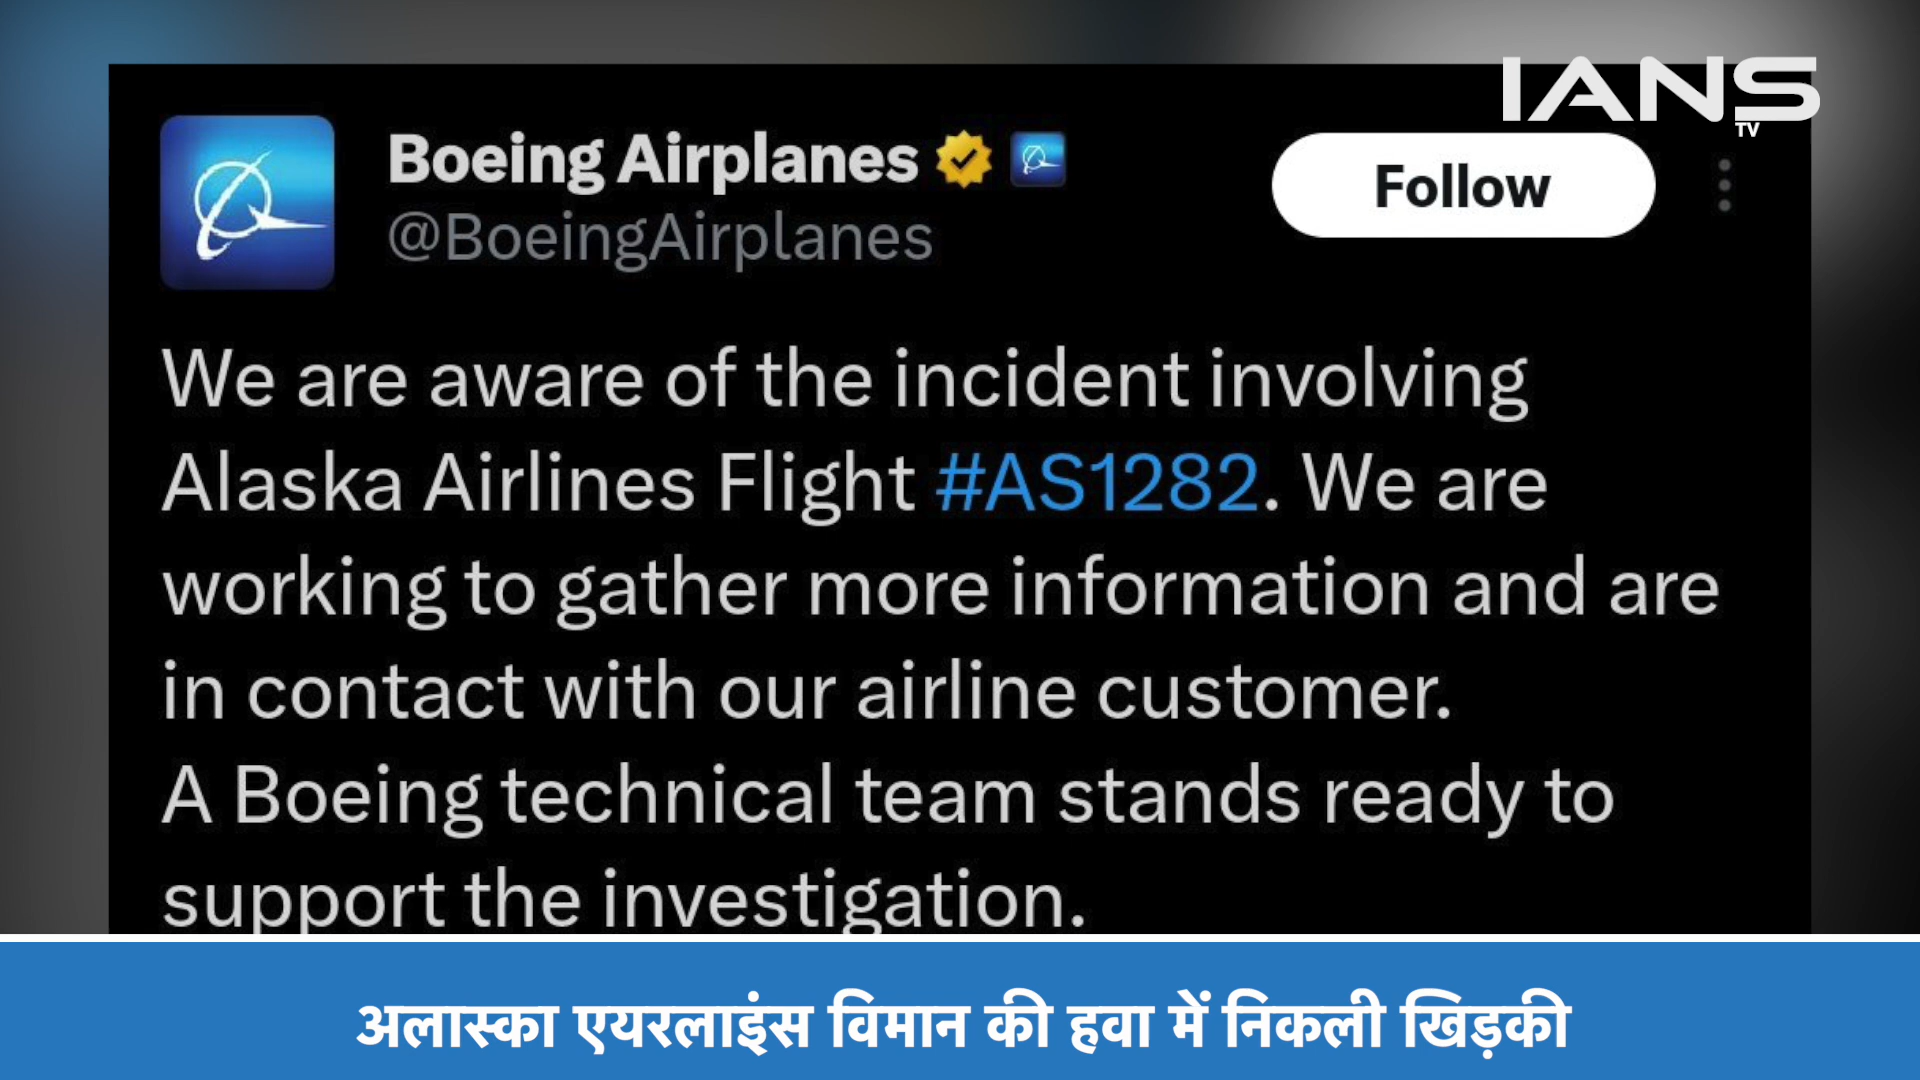 IANS
TV
Boeing Airplanes
@BoeingAirplanes
Follow
We are aware of the incident involving
Alaska Airlines Flight #AS1282. We are
working to gather more information and are
in contact with our airline customer.
A Boeing technical team stands ready to
support the investigation.
अलास्का एयरलाइंस विमान की हवा में निकली खिड़की